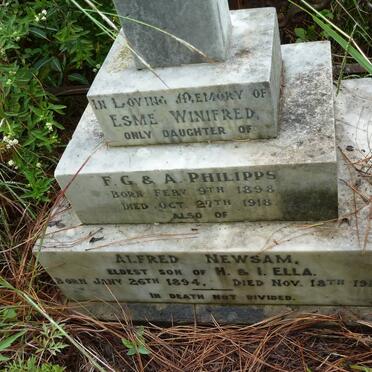 In Loving Memory of
Esme Winifred,
only daughter of
F. G. & A. Philipps
Born Feby 9th 1898
Died Oct 27th 1918
also of
Alfred Newsam,
eldest son of H. & I. Ella.
Born Jany 26th 1894. Died Nov. 18th
In death not divided.